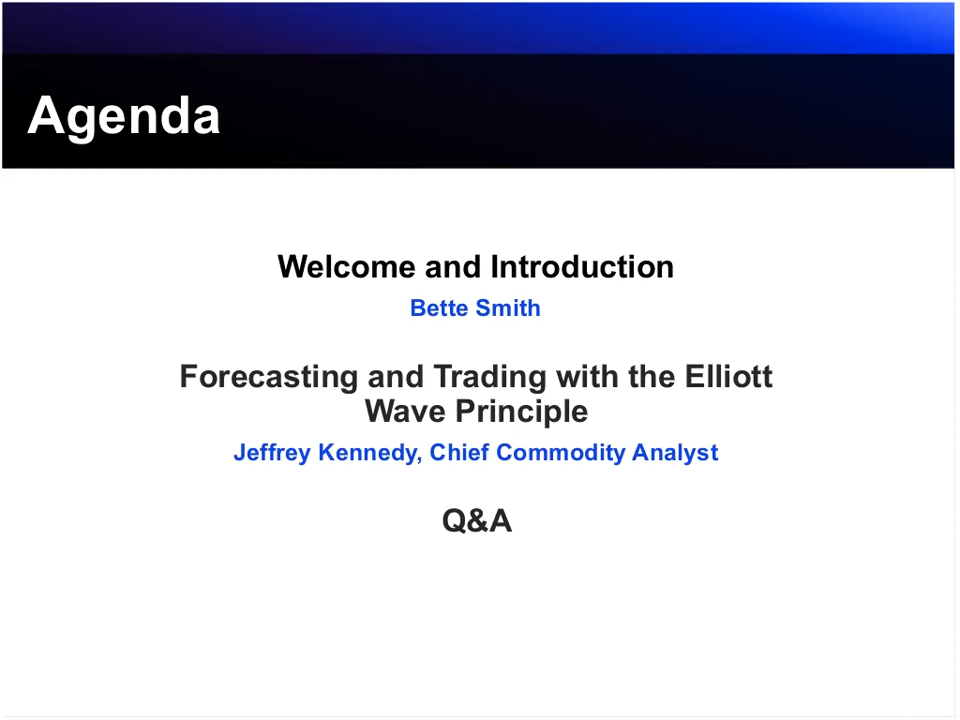 Agenda
Welcome and Introduction
Bette Smith
Forecasting and Trading with the Elliott
Wave Principle
Jeffrey Kennedy, Chief Commodity Analyst
Q&A